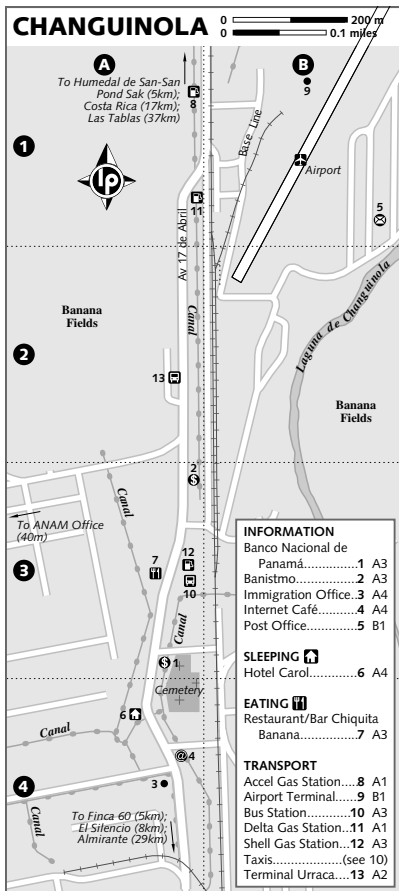 CHANGUINOLA
0 200 m
0 0.1 miles
A
B
To Humedal de San-San
Pond Sak (5km);
Costa Rica (17km);
Las Tablas (37km)
8
9
1
lp
Base Line
Airport
5
11
Av 17 de Abril
Canal
Laguna de Changuinola
Banana
Fields
2
13
Banana
Fields
2
$
Canal
To ANAM Office
(40m)
3
7
12
10
Canal
$ 1
Cemetery
6
Canal
@ 4
4
3
Canal
To Finca 60 (5km);
El Silencio (8km);
Almirante (29km)
INFORMATION
Banco Nacional de
Panamá..............1 A3
Banistmo...............2 A3
Immigration Office..3 A4
Internet Café..........4 A4
Post Office.............5 B1
SLEEPING
Hotel Carol............6 A4
EATING
Restaurant/Bar Chiquita
Banana...............7 A3
TRANSPORT
Accel Gas Station....8 A1
Airport Terminal.....9 B1
Bus Station...........10 A3
Delta Gas Station...11 A1
Shell Gas Station...12 A3
Taxis..............(see 10)
Terminal Urraca....13 A2